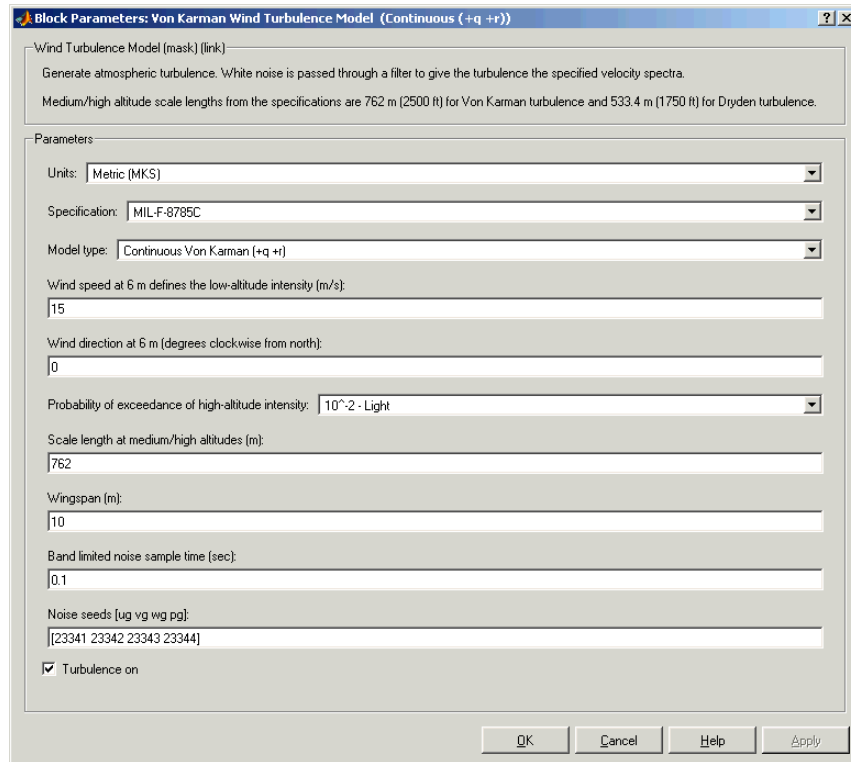 Block Parameters: Von Karman Wind Turbulence Model (Continuous (+q +r))
Wind Turbulence Model (mask) (link)
Generate atmospheric turbulence. White noise is passed through a filter to give the turbulence the specified velocity spectra.
Medium/high altitude scale lengths from the specifications are 762 m (2500 ft) for Von Karman turbulence and 533.4 m (1750 ft) for Dryden turbulence.
Parameters
Units: Metric (MKS)
Specification: MIL-F-8785C
Model type: Continuous Von Karman (+q +r)
Wind speed at 6 m defines the low-altitude intensity (m/s):
15
Wind direction at 6 m (degrees clockwise from north):
0
Probability of exceedance of high-altitude intensity: 10^-2 - Light
Scale length at medium/high altitudes (m):
762
Wingspan (m):
10
Band limited noise sample time (sec):
0.1
Noise seeds [ug vg wg pg]:
[23341 23342 23343 23344]
Turbulence on
OK Cancel Help Apply